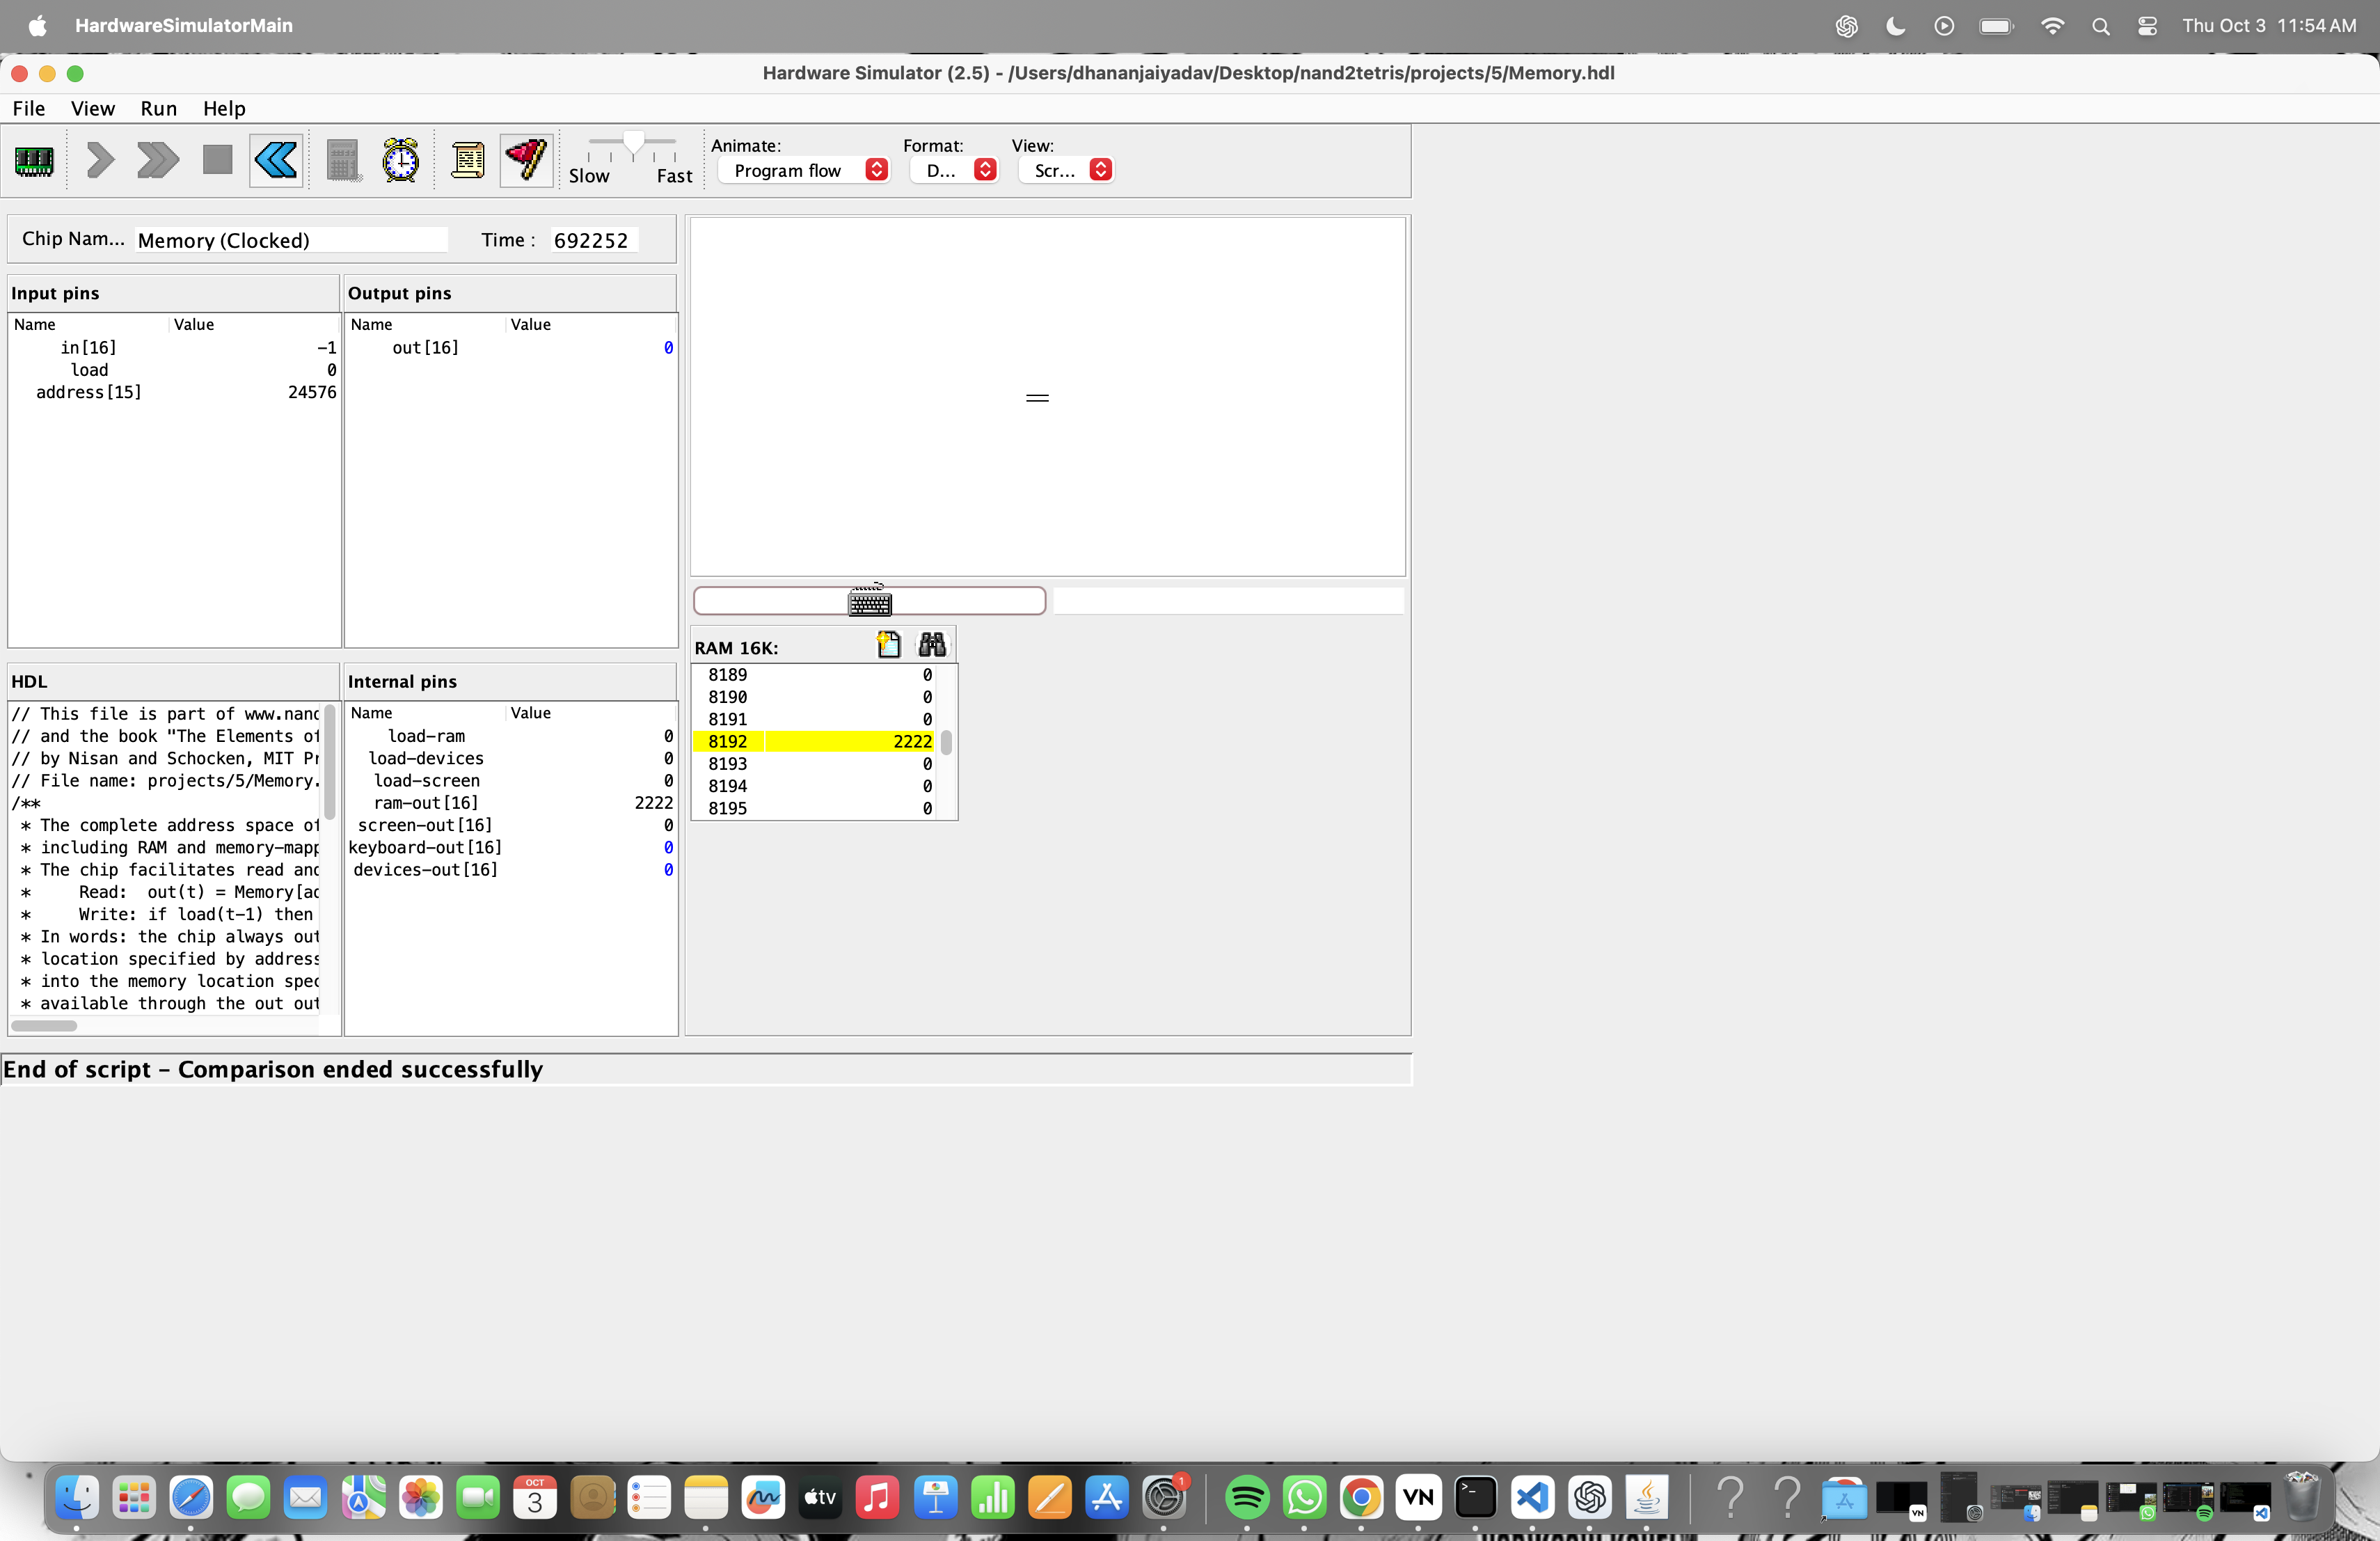 HardwareSimulatorMain
Thu Oct 3 11:54 AM
Hardware Simulator (2.5) - /Users/dhananjaiyadav/Desktop/nand2tetris/projects/5/Memory.hdl
File View Run Help
Slow Fast
Animate: Format: View:
Program flow D... Scr...
Chip Nam... Memory (Clocked) Time : 692252
Input pins
Name Value
in[16] -1
load 0
address[15] 24576
Output pins
Name Value
out[16] 0
HDL
// This file is part of www.nand
// and the book "The Elements of
// by Nisan and Schocken, MIT Pr
// File name: projects/5/Memory.
/**
* The complete address space of
* including RAM and memory-mapp
* The chip facilitates read and
* Read: out(t) = Memory[ad
* Write: if load(t-1) then
* In words: the chip always out
* location specified by address
* into the memory location spec
* available through the out out
Internal pins
Name Value
load-ram 0
load-devices 0
load-screen 0
ram-out[16] 2222
screen-out[16] 0
keyboard-out[16] 0
devices-out[16] 0
RAM 16K:
8189 0
8190 0
8191 0
8192 2222
8193 0
8194 0
8195 0
End of script - Comparison ended successfully
OCT
3
tv
1
VN
>_
VN